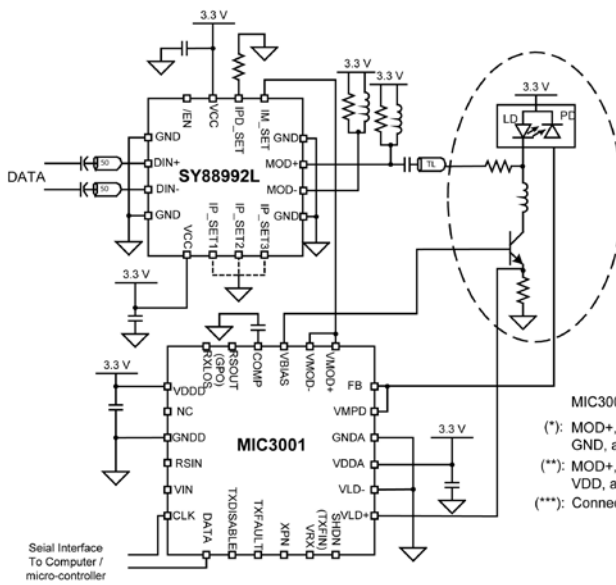 3.3 V
3.3 V
3.3 V
3.3 V
/EN
VCC
IPD_SET
IM_SET
LD
PD
GND
GND
DATA
50
DIN+
SY88992L
MOD+
TL
50
DIN-
MOD-
GND
GND
VCC
IP_SET1
IP_SET2
IP_SET3
3.3 V
3.3 V
RXLOS
RSOUT
(GPO)
COMP
VBIAS
VMOD-
VMOD+
VDDD
FB
NC
VMPD
GNDD
MIC3001
GNDA
3.3 V
RSIN
VDDA
VIN
VLD-
CLK
VLD+
DATA
TXDISABLE
TXFAULT
XPN
VRX
SHDN
(TXFIN)
MIC300
(*): MOD+,
GND, a
(**): MOD+,
VDD, a
(***): Connec
Seial Interface
To Computer /
micro-controller